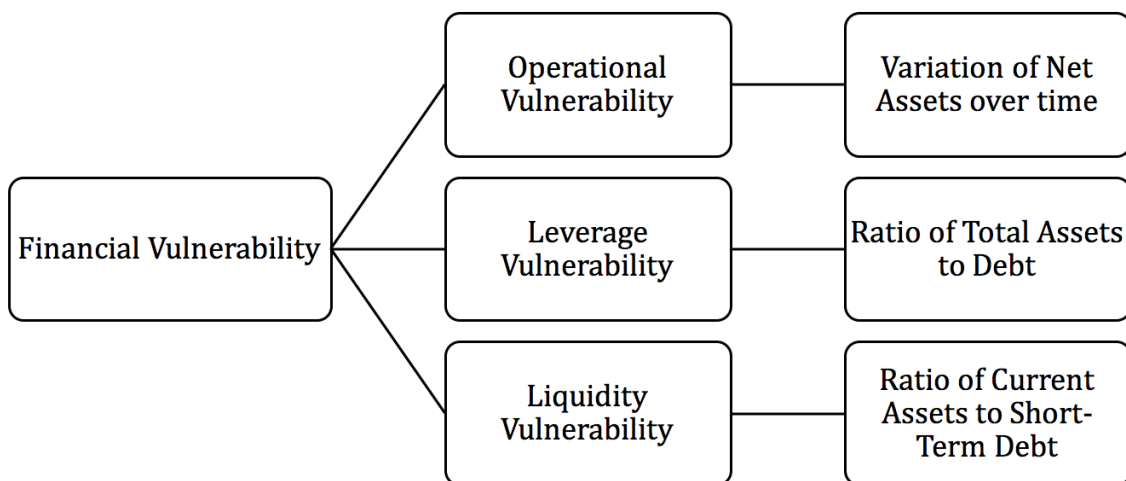 Financial Vulnerability
Operational
Vulnerability
Variation of Net
Assets over time
Leverage
Vulnerability
Ratio of Total Assets
to Debt
Liquidity
Vulnerability
Ratio of Current
Assets to Short-
Term Debt